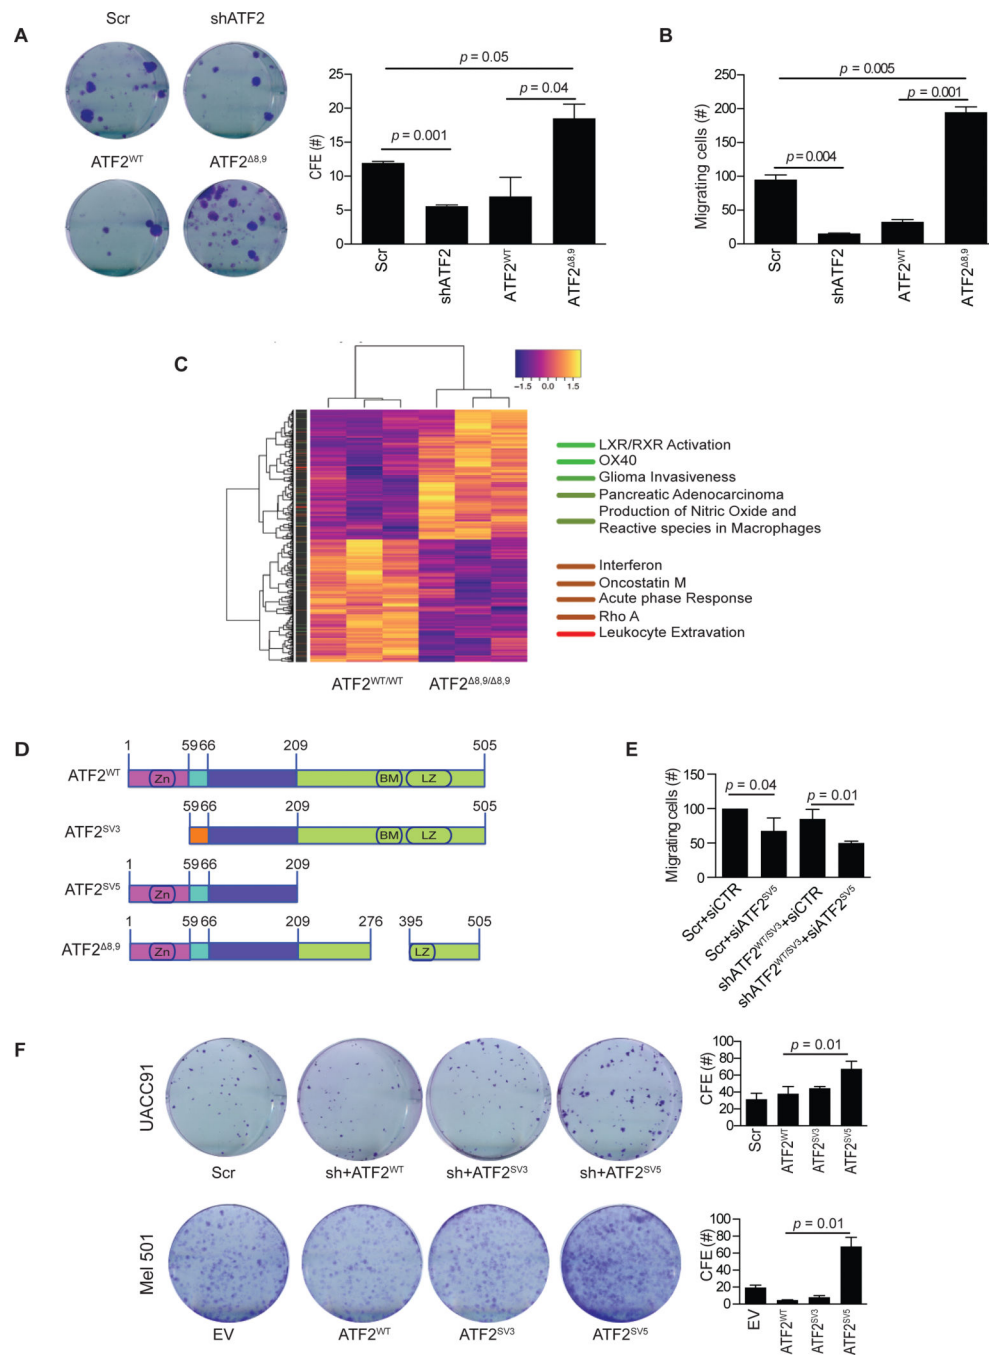 A
Scr
shATF2
ATF2WT
ATF2Δ8,9
CFE (#)
25
20
15
10
5
0
p = 0.05
p = 0.04
p = 0.001
Scr
shATF2
ATF2WT
ATF2Δ8,9
B
Migrating cells (#)
250
200
150
100
50
0
p = 0.005
p = 0.001
p = 0.004
Scr
shATF2
ATF2WT
ATF2Δ8,9
C
−1.5 0.0 1.5
LXR/RXR Activation
OX40
Glioma Invasiveness
Pancreatic Adenocarcinoma
Production of Nitric Oxide and
Reactive species in Macrophages
Interferon
Oncostatin M
Acute phase Response
Rho A
Leukocyte Extravation
ATF2WT/WT
ATF2Δ8,9/Δ8,9
D
1 59 66 209 505
ATF2WT
Zn BM LZ
59 66 209 505
ATF2SV3
BM LZ
1 59 66 209
ATF2SV5
Zn
1 59 66 209 276 395 505
ATF2Δ8,9
Zn LZ
E
Migrating cells (#)
150
100
50
0
p = 0.04
p = 0.01
Scr+siCTR
Scr+siATF2SV5
shATF2WT/SV3+siCTR
shATF2WT/SV3+siATF2SV5
F
UACC91
Scr
sh+ATF2WT
sh+ATF2SV3
sh+ATF2SV5
CFE (#)
100
80
60
40
20
0
p = 0.01
Scr
ATF2WT
ATF2SV3
ATF2SV5
Mel 501
EV
ATF2WT
ATF2SV3
ATF2SV5
CFE (#)
100
80
60
40
20
0
p = 0.01
EV
ATF2WT
ATF2SV3
ATF2SV5